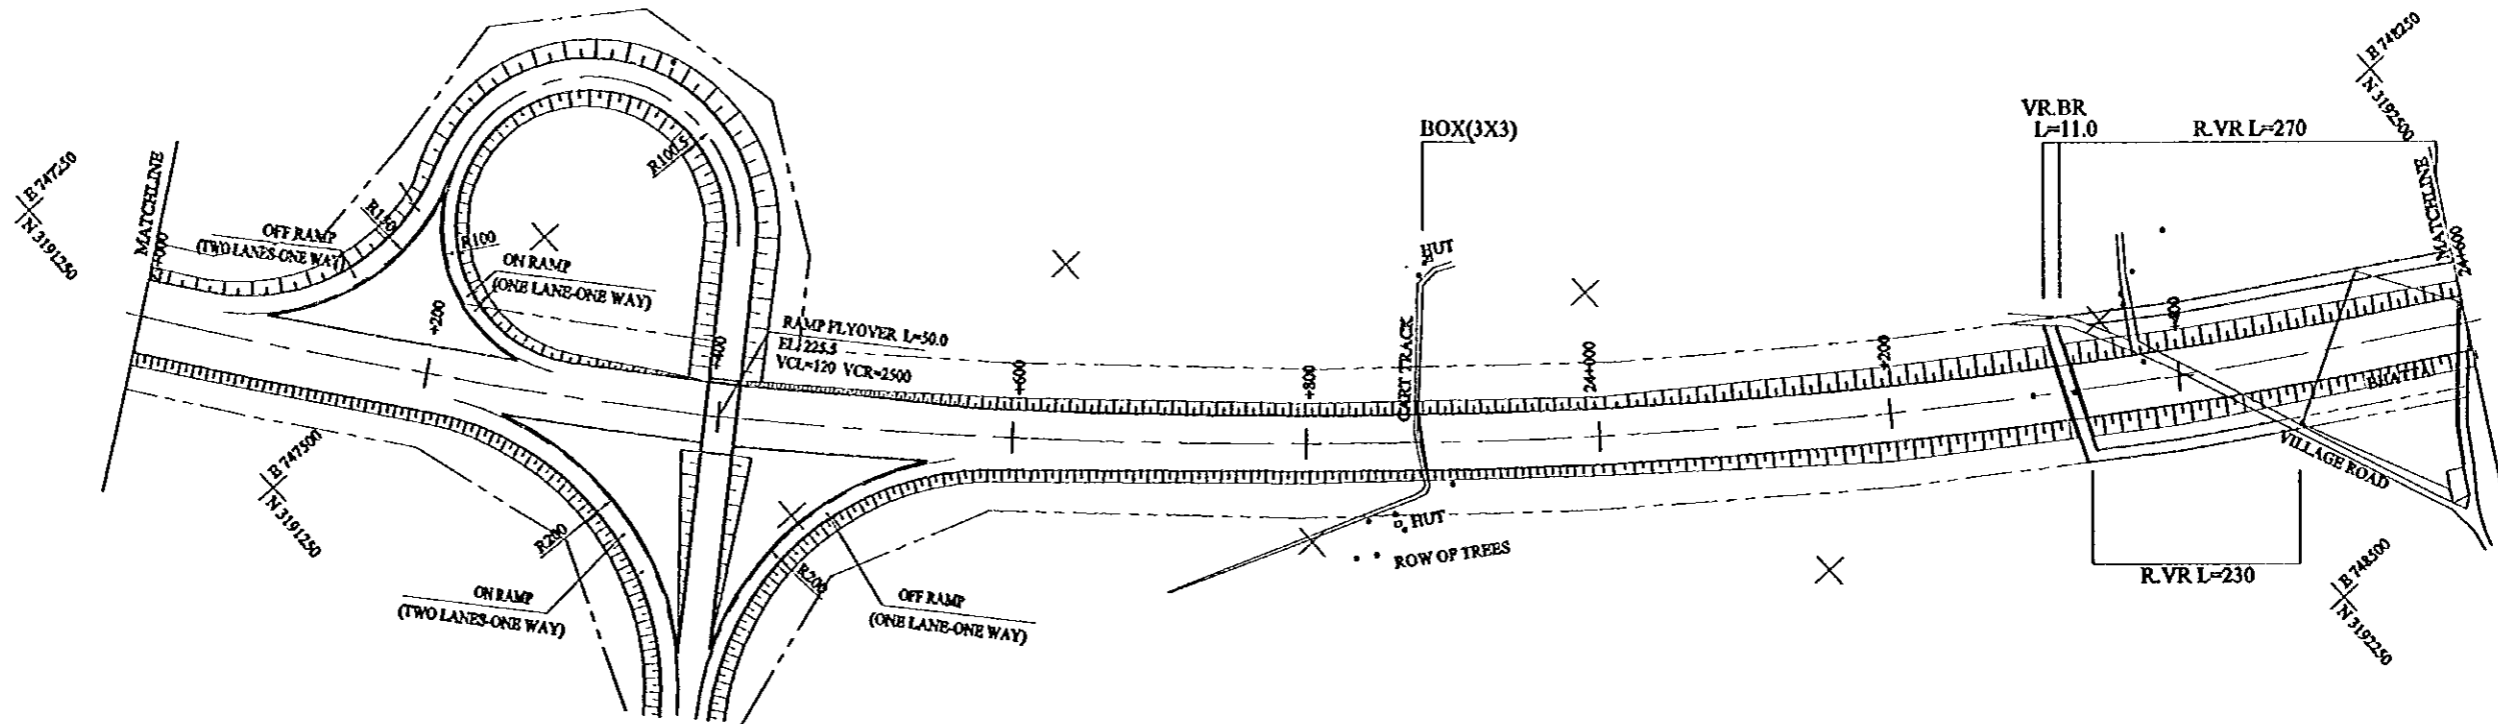 E 747250
N 3191250
MATCHLINE
OFF RAMP
(TWO LANES-ONE WAY)
R100
R100.5
ON RAMP
(ONE LANE-ONE WAY)
+200
RAMP FLYOVER L=50.0
EL: 225.5
VCL=120 VCR=2500
+400
+600
+800
BOX(3X3)
HUT
CART TRACK
24+000
+200
VR.BR
L=11.0
R.VR L=270
E 748250
N 3192500
MATCHLINE
24+600
BHATTA
VILLAGE ROAD
R.VR L=230
E 747500
N 3191250
R200
ON RAMP
(TWO LANES-ONE WAY)
R200
OFF RAMP
(ONE LANE-ONE WAY)
HUT
ROW OF TREES
E 748500
N 3192250